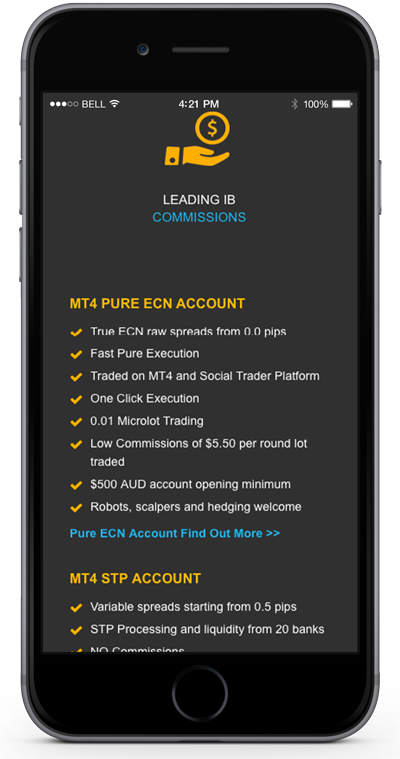 BELL 4:21 PM 100%
$
LEADING IB
COMMISSIONS
MT4 PURE ECN ACCOUNT
True ECN raw spreads from 0.0 pips
Fast Pure Execution
Traded on MT4 and Social Trader Platform
One Click Execution
0.01 Microlot Trading
Low Commissions of $5.50 per round lot
traded
$500 AUD account opening minimum
Robots, scalpers and hedging welcome
Pure ECN Account Find Out More >>
MT4 STP ACCOUNT
Variable spreads starting from 0.5 pips
STP Processing and liquidity from 20 banks
NO Commissions